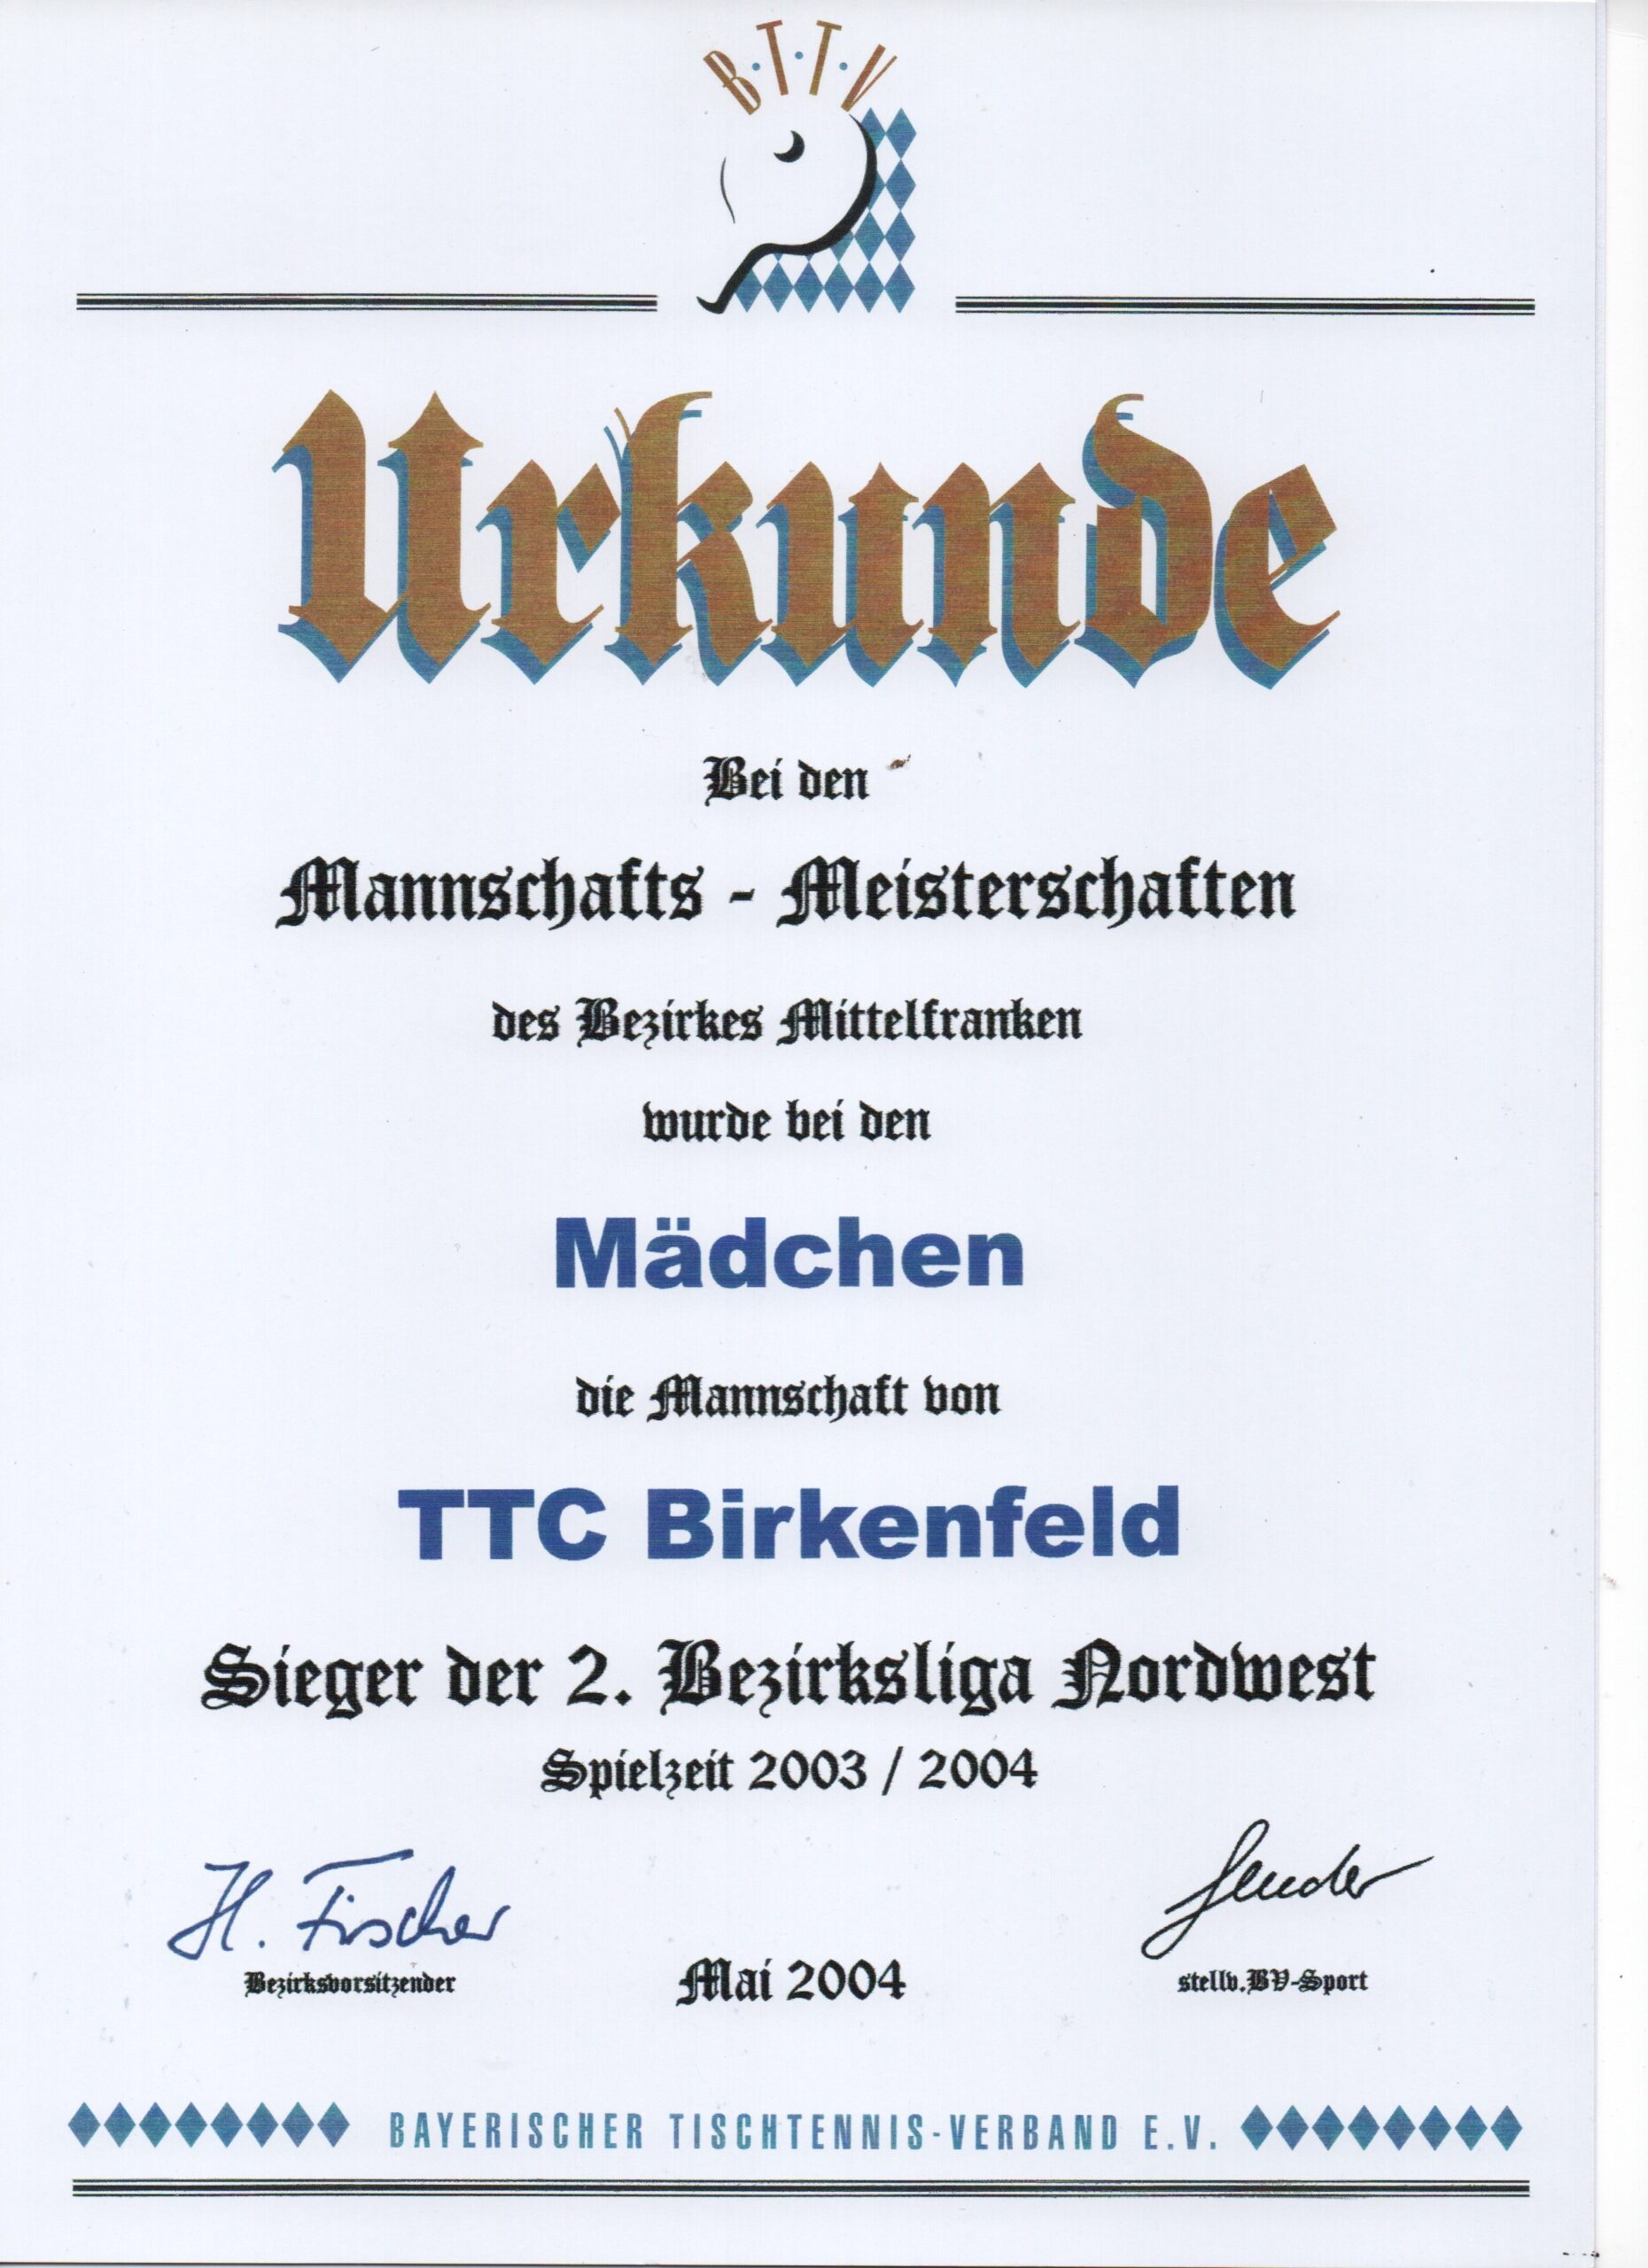 B·T·T·V
Urkunde
Bei den
Mannschafts - Meisterschaften
des Bezirkes Mittelfranken
wurde bei den
Mädchen
die Mannschaft von
TTC Birkenfeld
Sieger der 2. Bezirksliga Nordwest
Spielzeit 2003 / 2004
H. Fischer
Bezirksvorsitzender
Mai 2004
stellv.BV-Sport
BAYERISCHER TISCHTENNIS-VERBAND E.V.